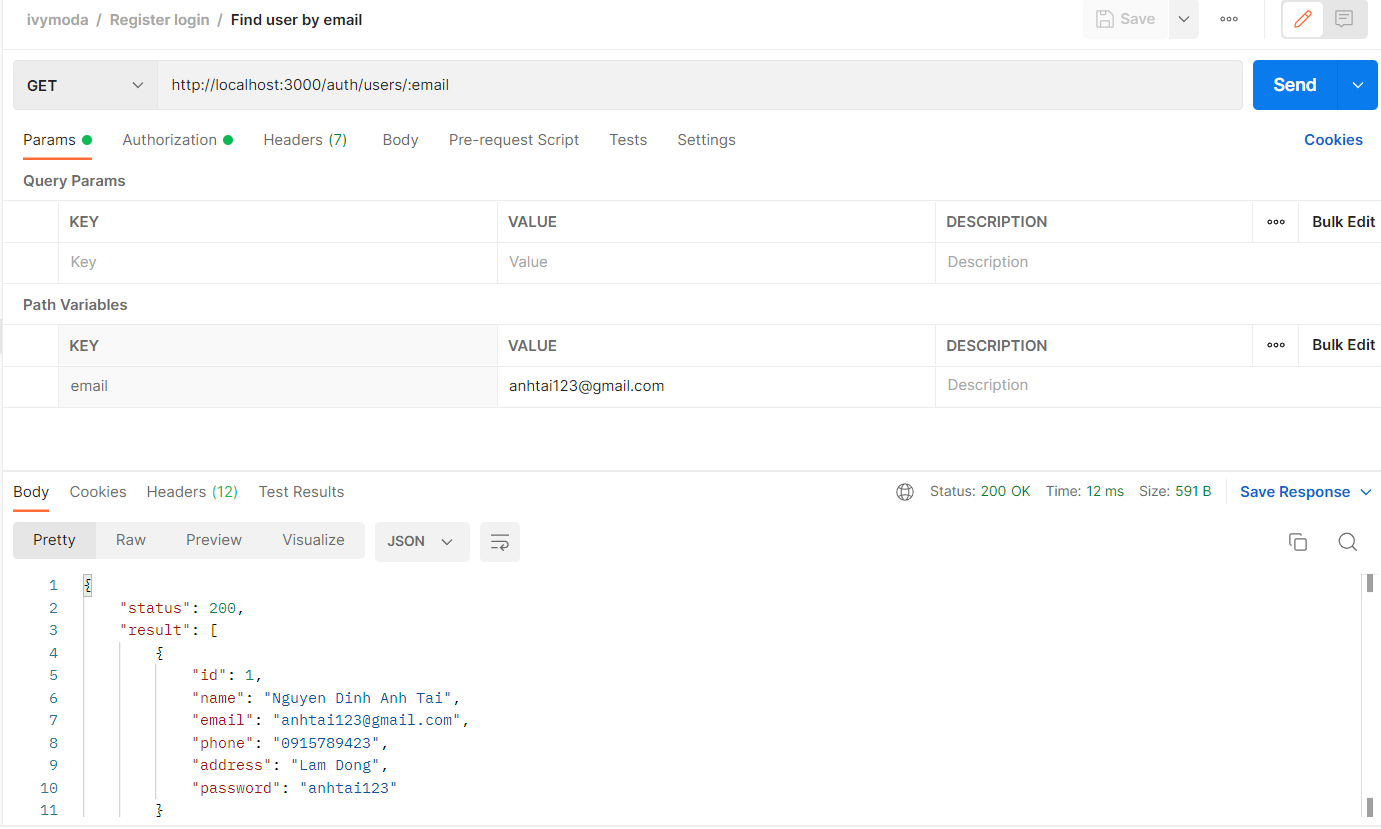 ivymoda / Register login / Find user by email
Save
GET http://localhost:3000/auth/users/:email Send
Params Authorization Headers (7) Body Pre-request Script Tests Settings Cookies
Query Params
KEY VALUE DESCRIPTION Bulk Edit
Key Value Description
Path Variables
KEY VALUE DESCRIPTION Bulk Edit
email anhtai123@gmail.com Description
Body Cookies Headers (12) Test Results Status: 200 OK Time: 12 ms Size: 591 B Save Response
Pretty Raw Preview Visualize JSON
1 {
2 "status": 200,
3 "result": [
4 {
5 "id": 1,
6 "name": "Nguyen Dinh Anh Tai",
7 "email": "anhtai123@gmail.com",
8 "phone": "0915789423",
9 "address": "Lam Dong",
10 "password": "anhtai123"
11 }